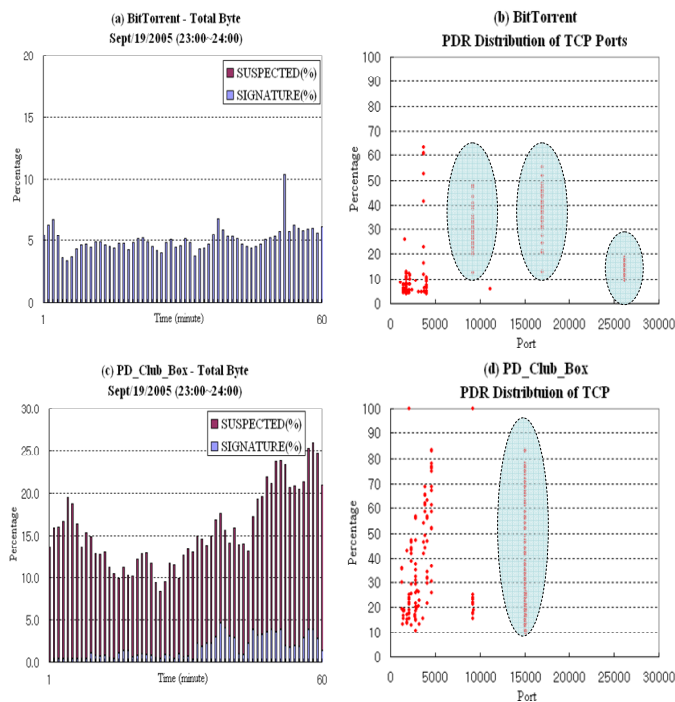 (a) BitTorrent - Total Byte
Sept/19/2005 (23:00~24:00)
20
15
10
5
0
Percentage
SUSPECTED(%)
SIGNATURE(%)
1
Time (minute)
60
(b) BitTorrent
PDR Distribution of TCP Ports
100
90
80
70
60
50
40
30
20
10
0
Percentage
0
5000
10000
15000
20000
25000
30000
Port
(c) PD_Club_Box - Total Byte
Sept/19/2005 (23:00~24:00)
30.0
25.0
20.0
15.0
10.0
5.0
0.0
Percentage
SUSPECTED(%)
SIGNATURE(%)
1
Time (minute)
60
(d) PD_Club_Box
PDR Distribtuion of TCP
100
90
80
70
60
50
40
30
20
10
0
Percentage
0
5000
10000
15000
20000
25000
30000
Port